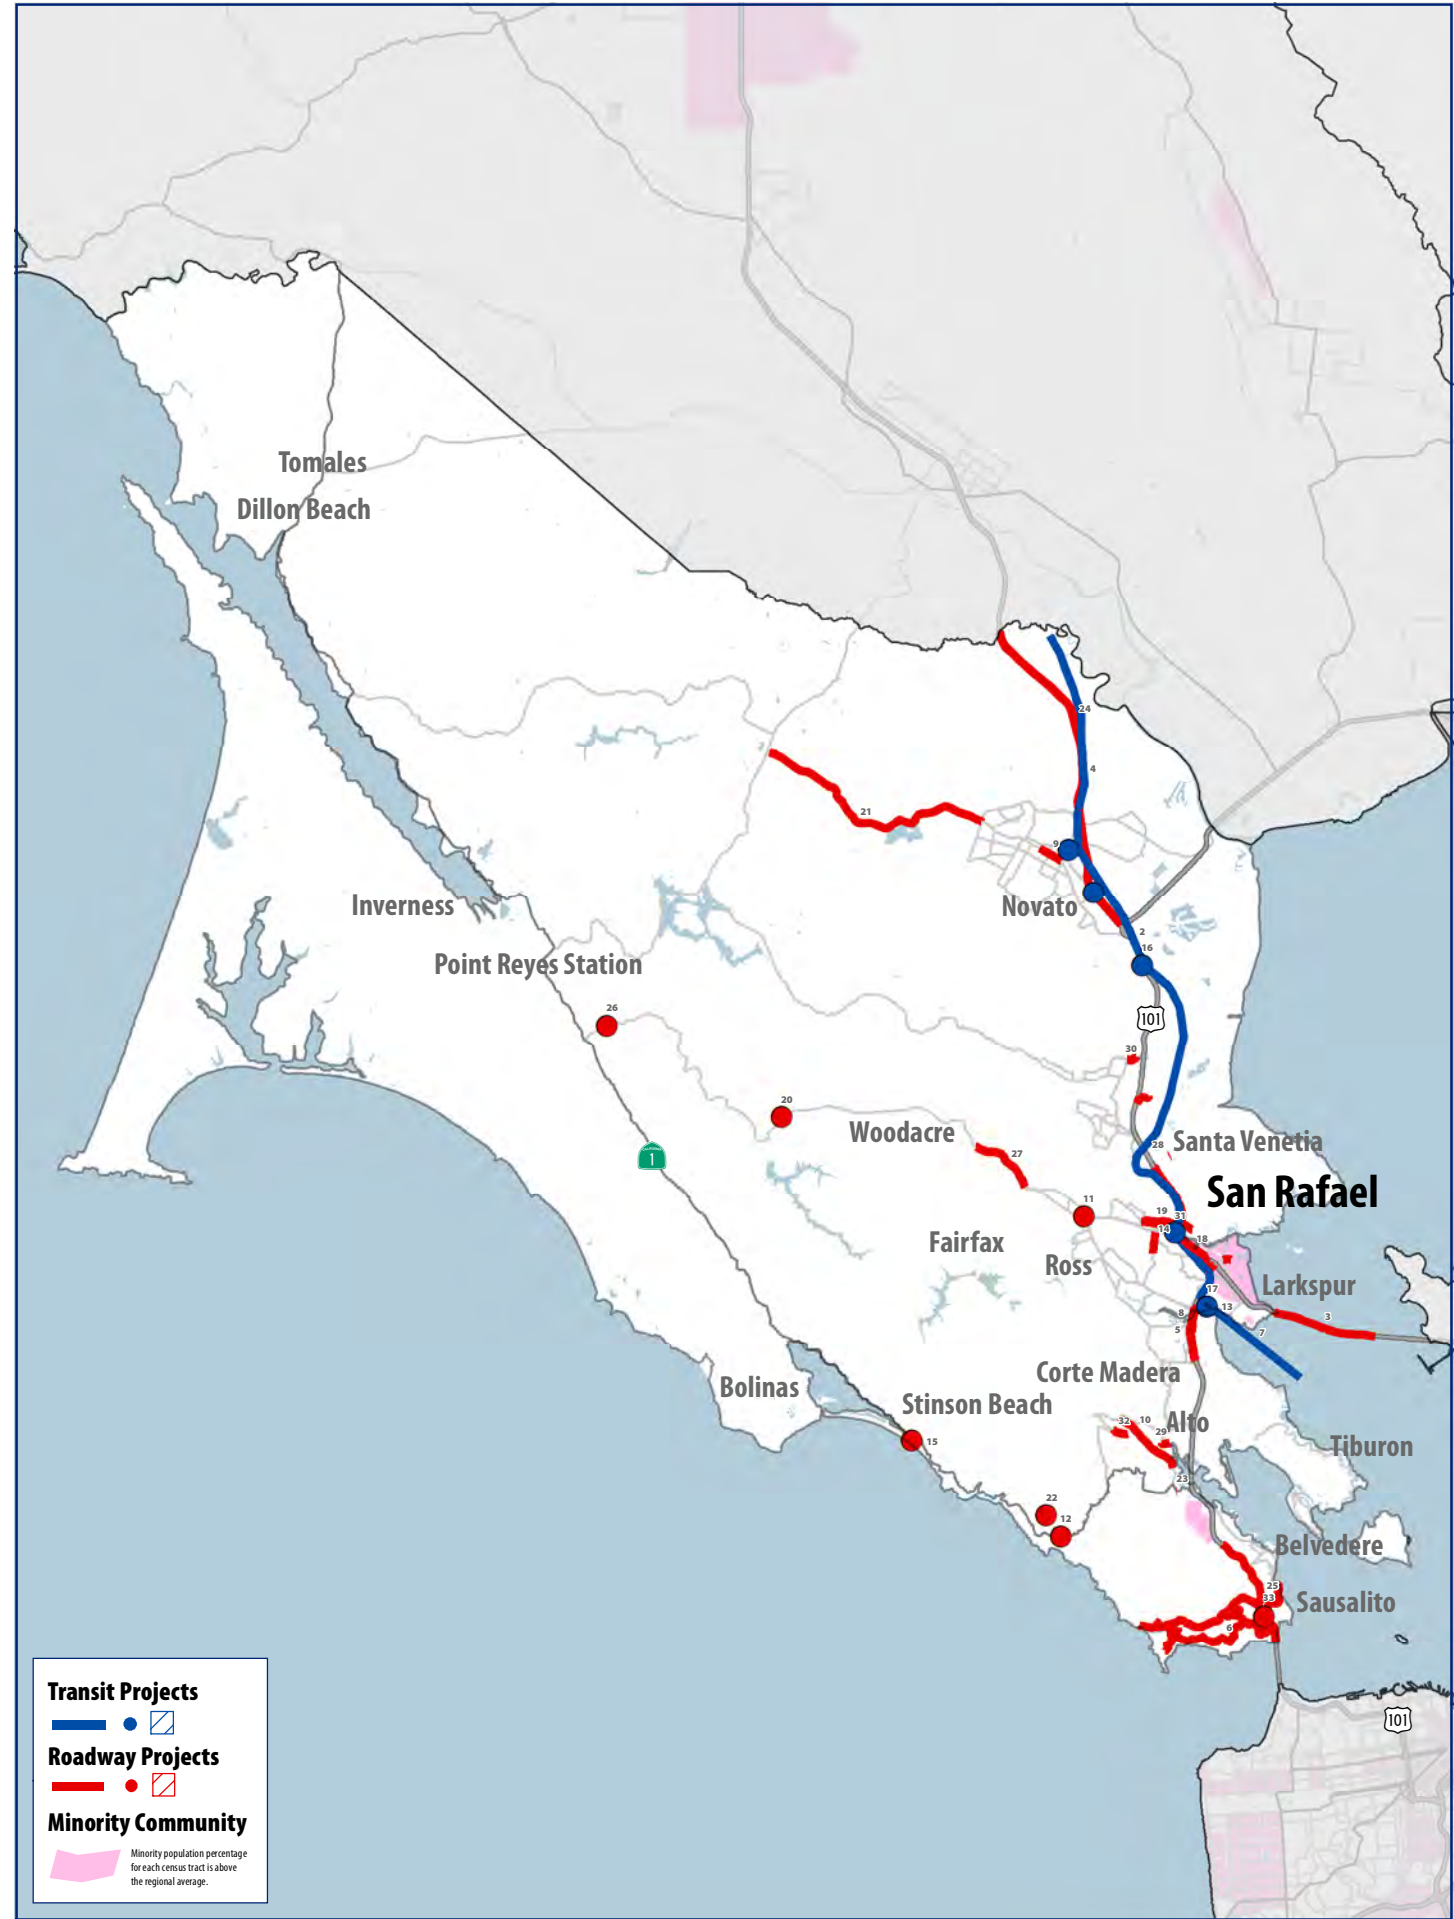 Tomales
Dillon Beach
24
4
21
9
Novato
Inverness
2
16
Point Reyes Station
26
101
30
20
Woodacre
28
Santa Venetia
1
27
San Rafael
11
19
31
14
18
Fairfax
Ross
Larkspur
17
13
8
3
5
7
Corte Madera
Bolinas
Stinson Beach
32
10
Alto
29
15
Tiburon
23
22
12
Belvedere
25
33
Sausalito
6
101
Transit Projects
Roadway Projects
Minority Community
Minority population percentage
for each census tract is above
the regional average.